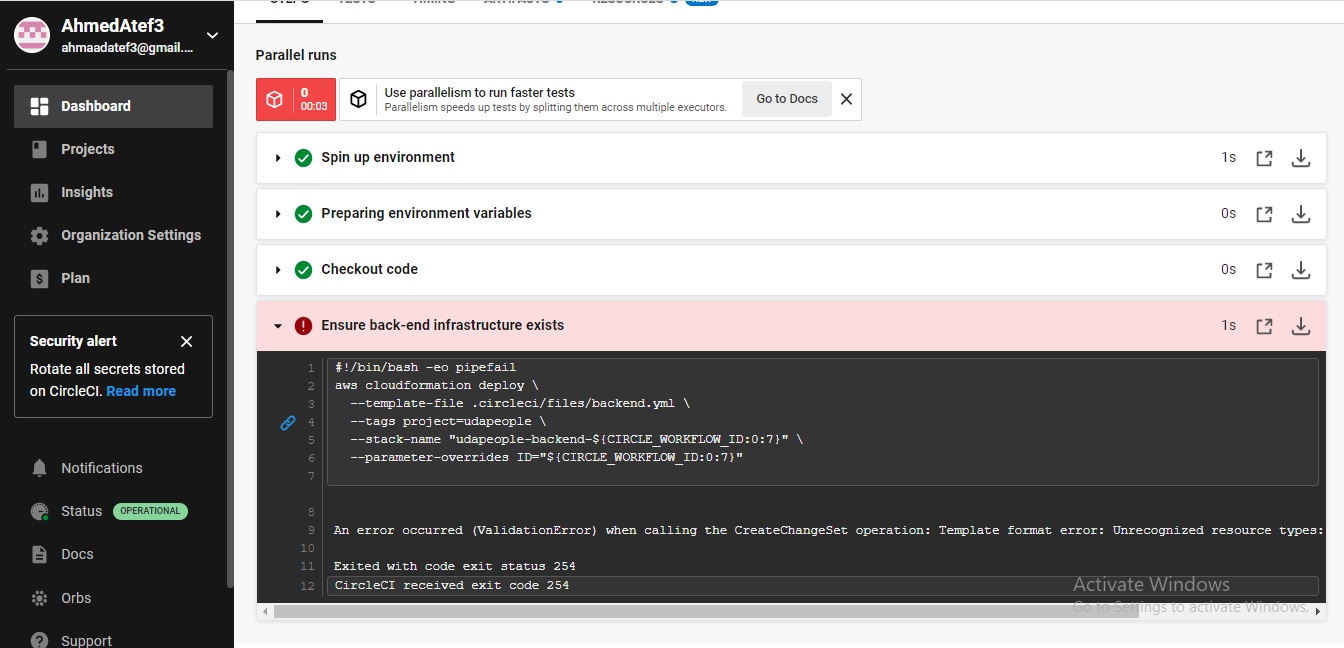 AhmedAtef3
ahmaadatef3@gmail....
Dashboard
Projects
Insights
Organization Settings
Plan
Security alert
Rotate all secrets stored
on CircleCI. Read more
Notifications
Status OPERATIONAL
Docs
Orbs
Support
STEPS TESTS TIMING ARTIFACTS RESOURCES
Parallel runs
0
00:03
Use parallelism to run faster tests
Parallelism speeds up tests by splitting them across multiple executors.
Go to Docs
Spin up environment 1s
Preparing environment variables 0s
Checkout code 0s
Ensure back-end infrastructure exists 1s
1 #!/bin/bash -eo pipefail
2 aws cloudformation deploy \
3 --template-file .circleci/files/backend.yml \
4 --tags project=udapeople \
5 --stack-name "udapeople-backend-${CIRCLE_WORKFLOW_ID:0:7}" \
6 --parameter-overrides ID="${CIRCLE_WORKFLOW_ID:0:7}"
7
8
9 An error occurred (ValidationError) when calling the CreateChangeSet operation: Template format error: Unrecognized resource types:
10
11 Exited with code exit status 254
12 CircleCI received exit code 254
Activate Windows
Go to Settings to activate Windows.